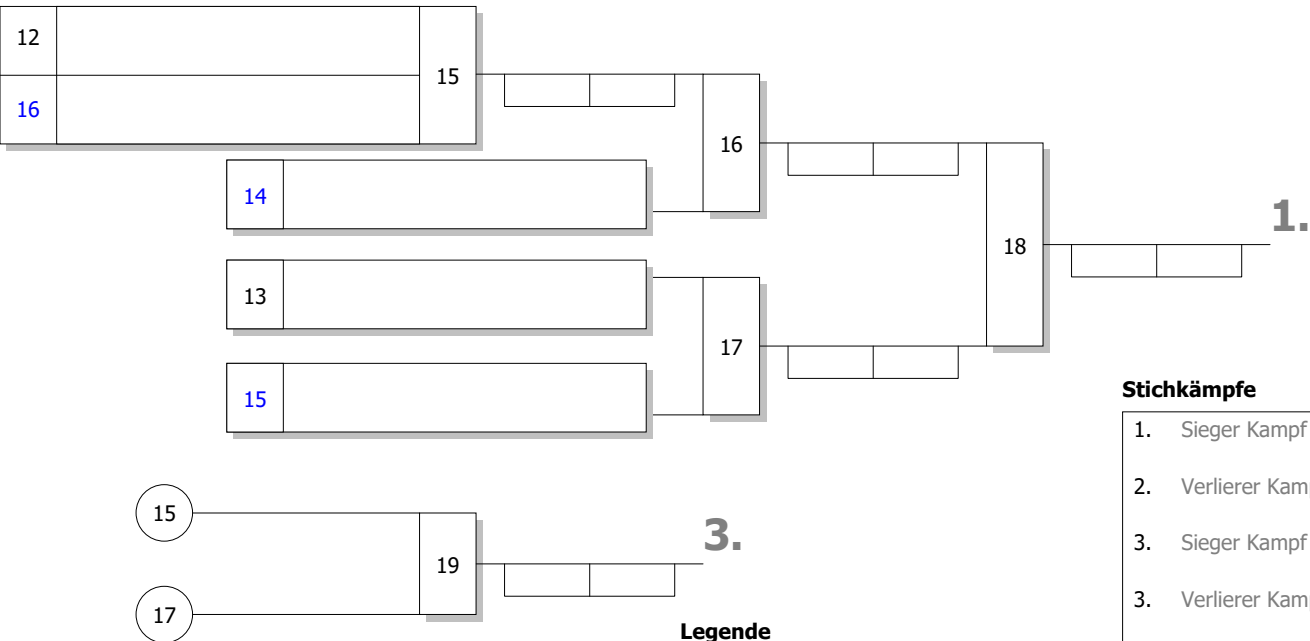 12
15
16
16
14
1.
18
13
17
15
Stichkämpfe
1. Sieger Kampf
2. Verlierer Kam
3. Sieger Kampf
3. Verlierer Kam
15
3.
19
17
Legende